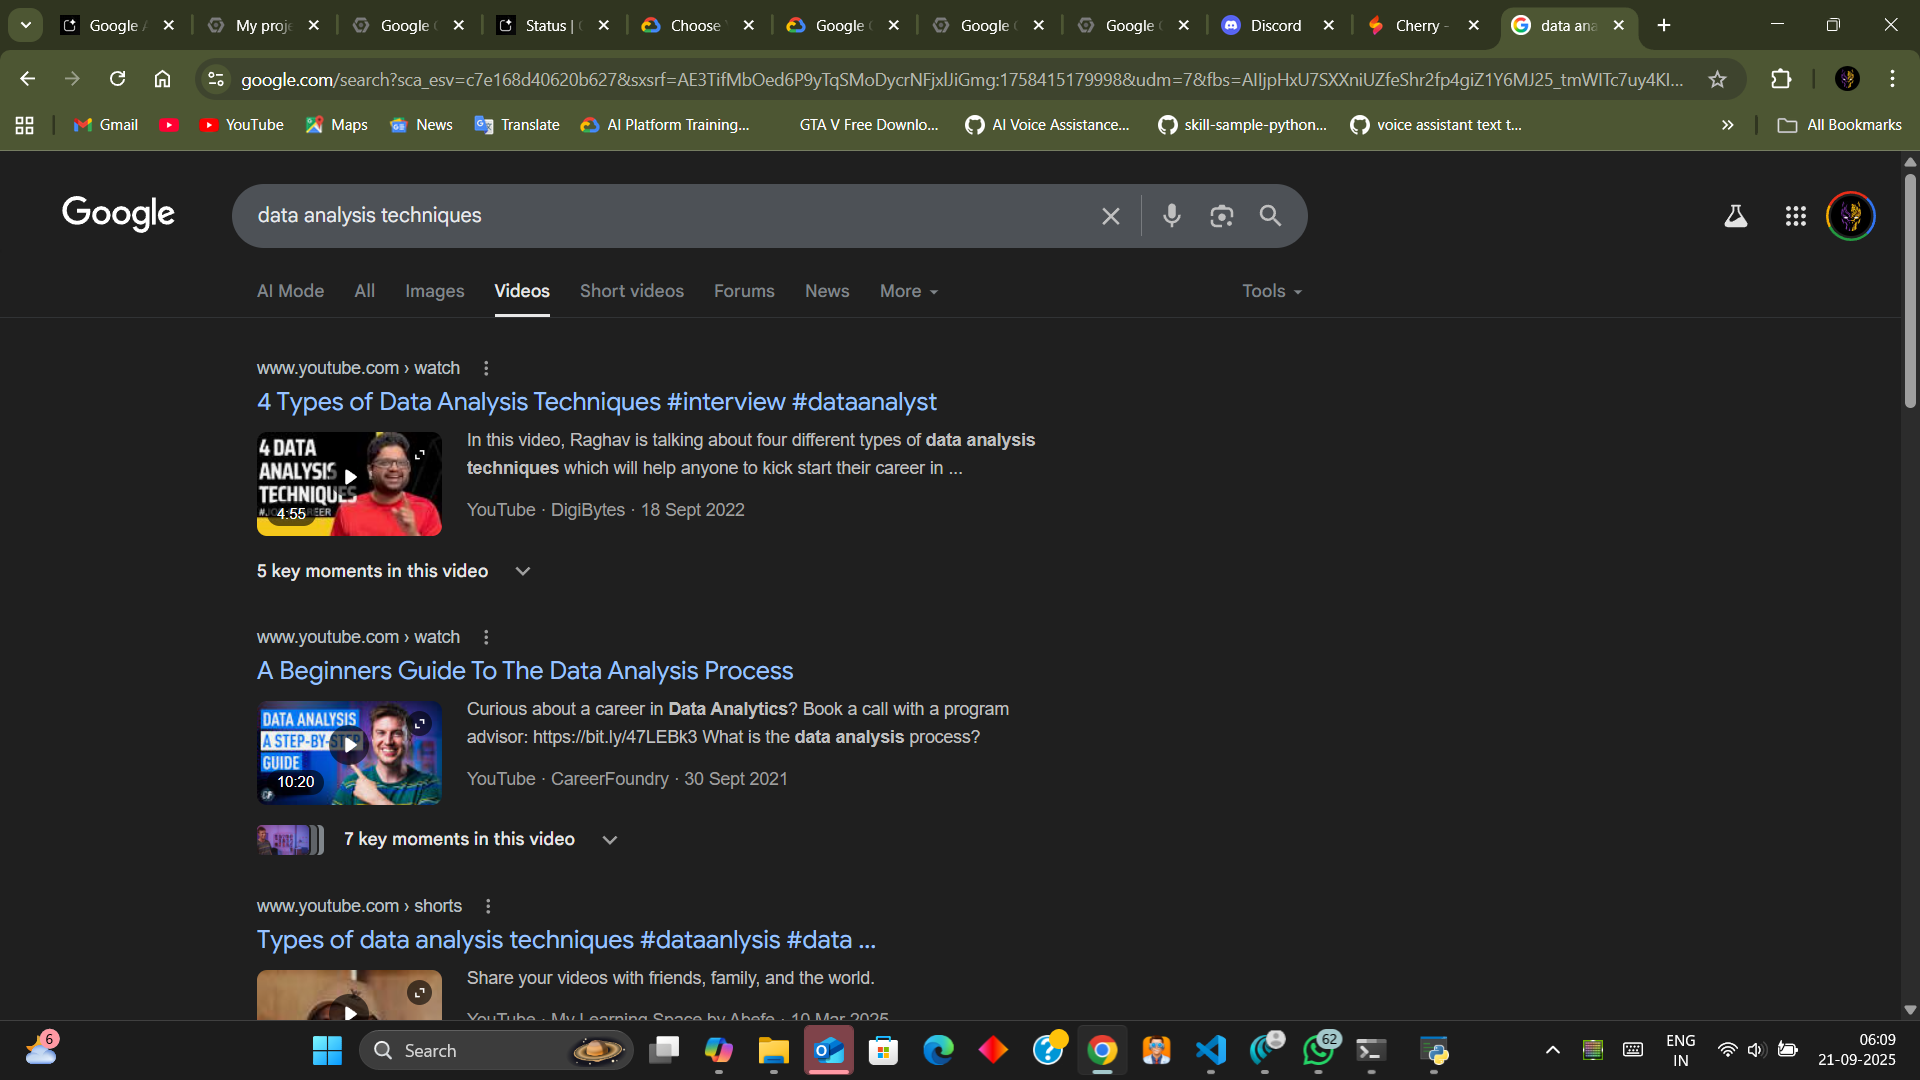 Google A
My proje
Google C
Status | G
Choose Y
Google C
Google C
Google C
Discord
Cherry -
data ana
google.com/search?sca_esv=c7e168d40620b627&sxsrf=AE3TifMbOed6P9yTqSMoDycrNFjxlJiGmg:1758415179998&udm=7&fbs=AIIjpHxU7SXXniUZfeShr2fp4giZ1Y6MJ25_tmWITc7uy4KI...
Gmail
YouTube
Maps
News
Translate
AI Platform Training...
GTA V Free Downlo...
AI Voice Assistance...
skill-sample-python...
voice assistant text t...
All Bookmarks
Google
data analysis techniques
AI Mode
All
Images
Videos
Short videos
Forums
News
More
Tools
www.youtube.com › watch
4 Types of Data Analysis Techniques #interview #dataanalyst
4 DATA
ANALYSIS
TECHNIQUES
4:55
In this video, Raghav is talking about four different types of data analysis
techniques which will help anyone to kick start their career in ...
YouTube · DigiBytes · 18 Sept 2022
5 key moments in this video
www.youtube.com › watch
A Beginners Guide To The Data Analysis Process
DATA ANALYSIS
A STEP-BY-STEP
GUIDE
10:20
CF
Curious about a career in Data Analytics? Book a call with a program
advisor: https://bit.ly/47LEBk3 What is the data analysis process?
YouTube · CareerFoundry · 30 Sept 2021
7 key moments in this video
www.youtube.com › shorts
Types of data analysis techniques #dataanlysis #data ...
Share your videos with friends, family, and the world.
YouTube · My Learning Space by Abefe · 10 Mar 2025
6
Search
62
ENG
IN
06:09
21-09-2025